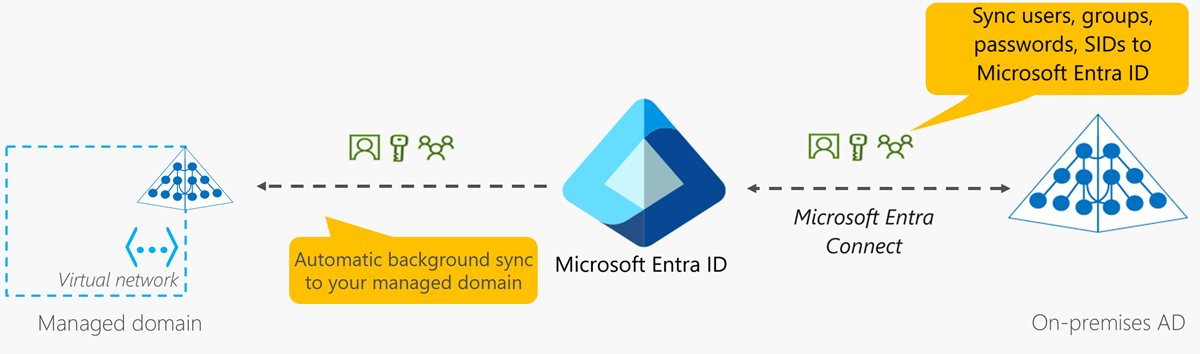 Sync users, groups,
passwords, SIDs to
Microsoft Entra ID
Microsoft Entra
Connect
Automatic background sync
to your managed domain
Microsoft Entra ID
Virtual network
Managed domain
On-premises AD